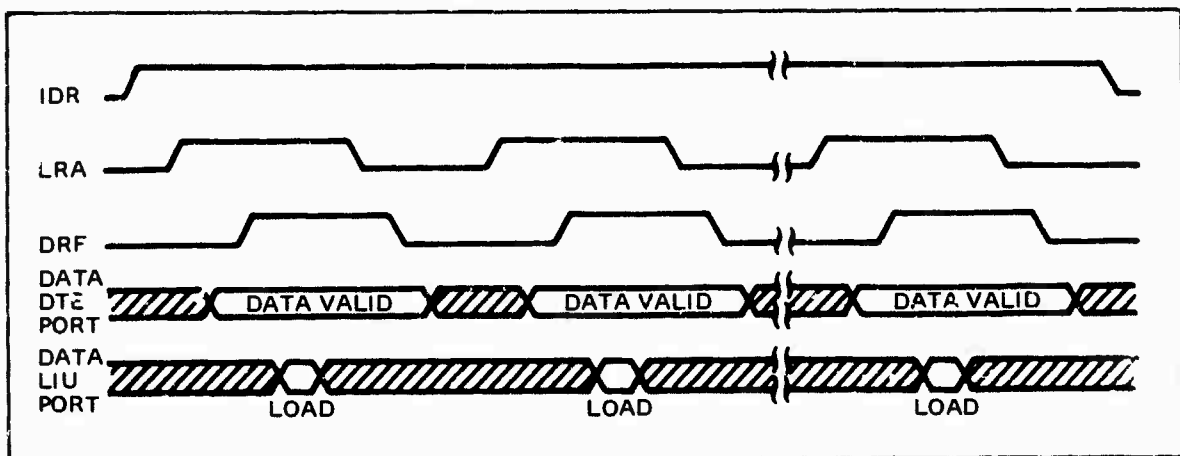 IDR
LRA
DRF
DATA
DTE
PORT
DATA VALID DATA VALID DATA VALID
DATA
LIU
PORT
LOAD LOAD LOAD